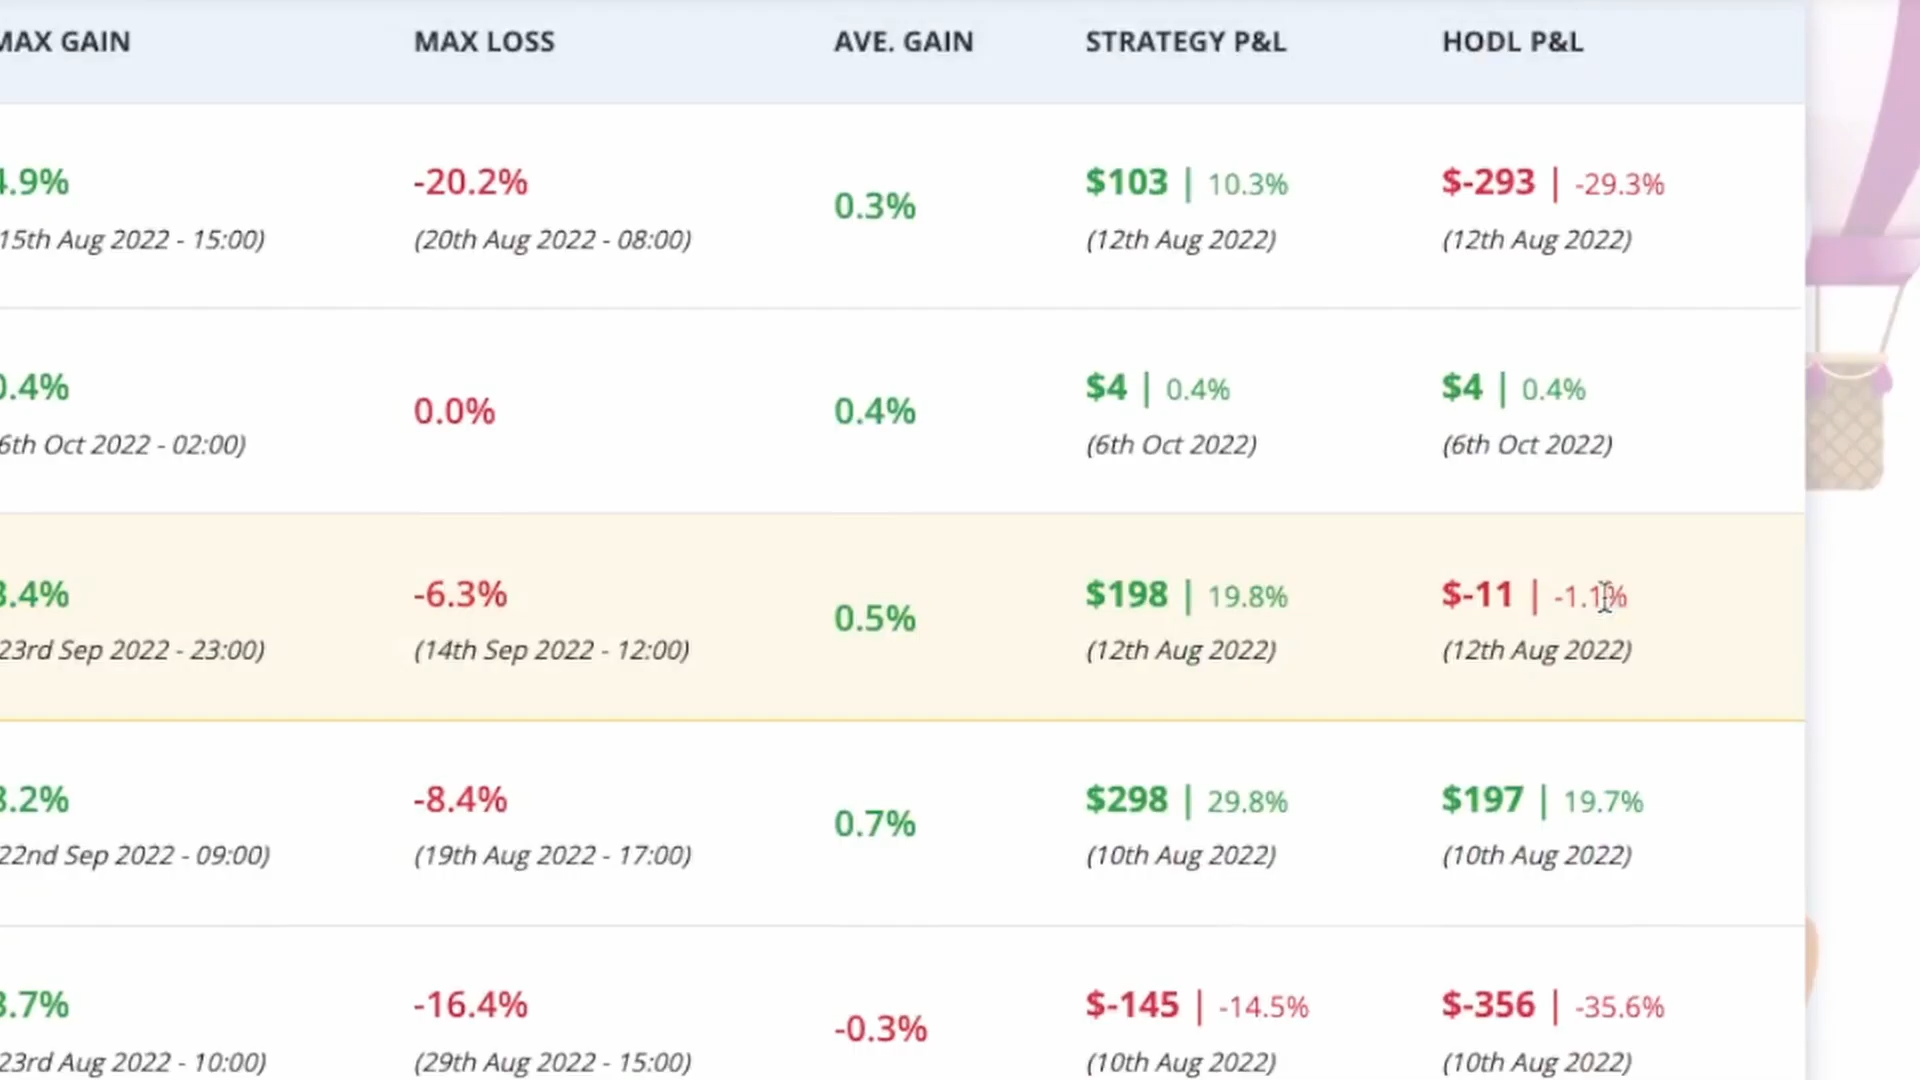 MAX GAIN MAX LOSS AVE. GAIN STRATEGY P&L HODL P&L
4.9% -20.2% 0.3% $103 | 10.3% $-293 | -29.3%
15th Aug 2022 - 15:00) (20th Aug 2022 - 08:00) (12th Aug 2022) (12th Aug 2022)
0.4% 0.0% 0.4% $4 | 0.4% $4 | 0.4%
6th Oct 2022 - 02:00) (6th Oct 2022) (6th Oct 2022)
3.4% -6.3% 0.5% $198 | 19.8% $-11 | -1.1%
23rd Sep 2022 - 23:00) (14th Sep 2022 - 12:00) (12th Aug 2022) (12th Aug 2022)
.2% -8.4% 0.7% $298 | 29.8% $197 | 19.7%
22nd Sep 2022 - 09:00) (19th Aug 2022 - 17:00) (10th Aug 2022) (10th Aug 2022)
.7% -16.4% -0.3% $-145 | -14.5% $-356 | -35.6%
23rd Aug 2022 - 10:00) (29th Aug 2022 - 15:00) (10th Aug 2022) (10th Aug 2022)